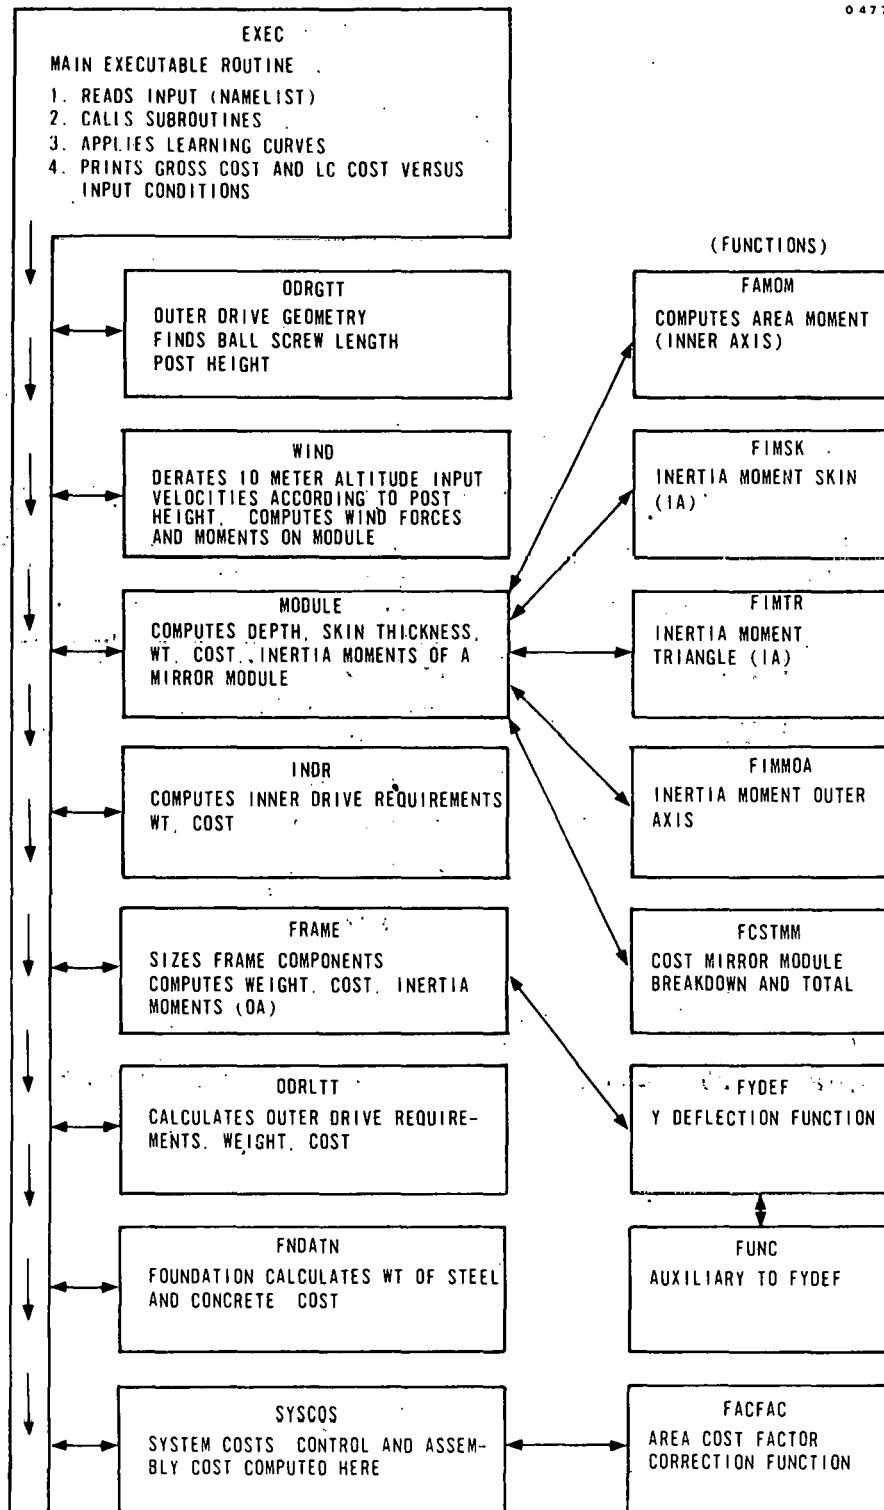 0477
EXEC
MAIN EXECUTABLE ROUTINE
1. READS INPUT (NAMELIST)
2. CALLS SUBROUTINES
3. APPLIES LEARNING CURVES
4. PRINTS GROSS COST AND LC COST VERSUS
INPUT CONDITIONS
(FUNCTIONS)
ODRGTT
OUTER DRIVE GEOMETRY
FINDS BALL SCREW LENGTH
POST HEIGHT
FAMOM
COMPUTES AREA MOMENT
(INNER AXIS)
WIND
DERATES 10 METER ALTITUDE INPUT
VELOCITIES ACCORDING TO POST
HEIGHT. COMPUTES WIND FORCES
AND MOMENTS ON MODULE
FIMSK
INERTIA MOMENT SKIN
(IA)
MODULE
COMPUTES DEPTH, SKIN THICKNESS,
WT, COST, INERTIA MOMENTS OF A
MIRROR MODULE
FIMTR
INERTIA MOMENT
TRIANGLE (IA)
INDR
COMPUTES INNER DRIVE REQUIREMENTS
WT, COST
FIMMOA
INERTIA MOMENT OUTER
AXIS
FRAME
SIZES FRAME COMPONENTS
COMPUTES WEIGHT, COST, INERTIA
MOMENTS (OA)
FCSTMM
COST MIRROR MODULE
BREAKDOWN AND TOTAL
ODRLTT
CALCULATES OUTER DRIVE REQUIRE-
MENTS. WEIGHT, COST
FYDEF
Y DEFLECTION FUNCTION
FNDATN
FOUNDATION CALCULATES WT OF STEEL
AND CONCRETE COST
FUNC
AUXILIARY TO FYDEF
SYSCOS
SYSTEM COSTS CONTROL AND ASSEM-
BLY COST COMPUTED HERE
FACFAC
AREA COST FACTOR
CORRECTION FUNCTION